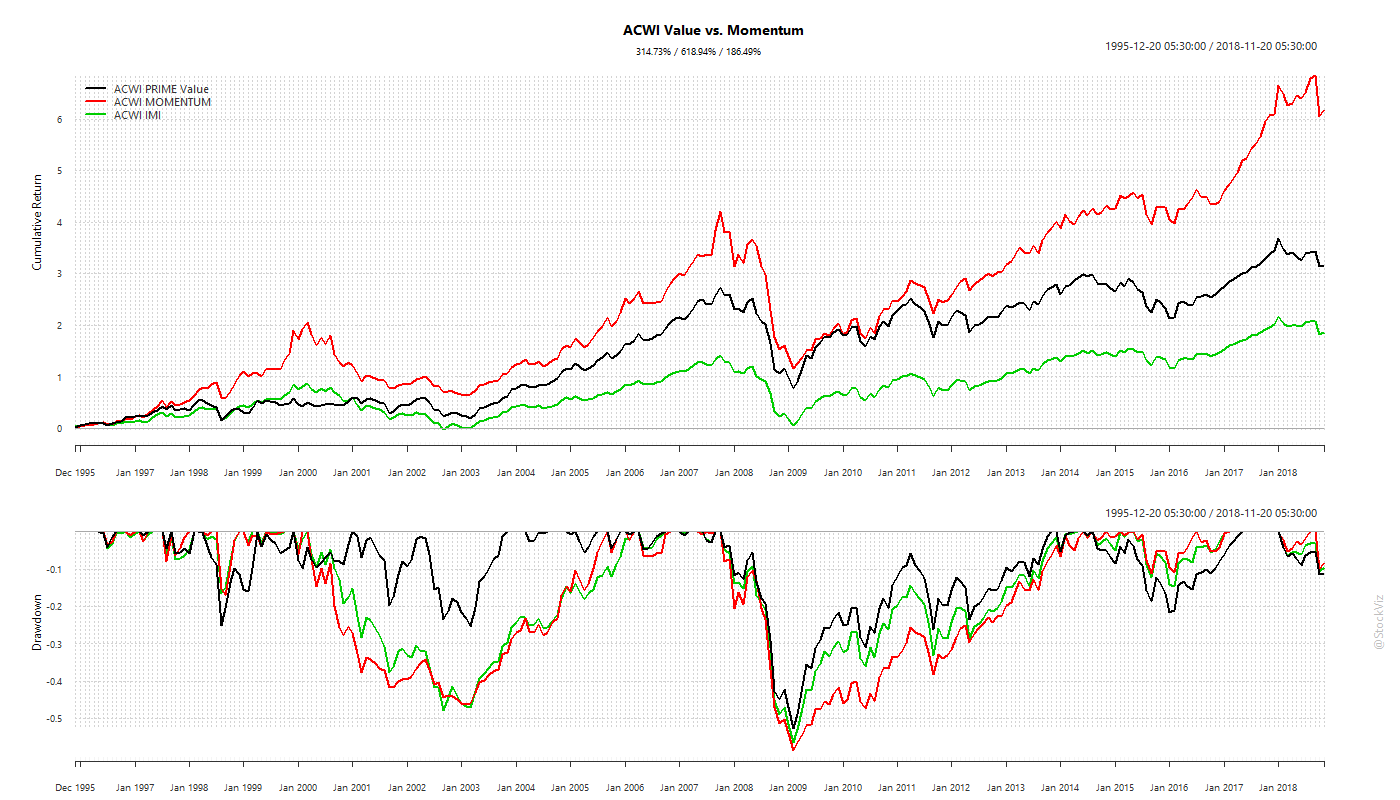 ACWI Value vs. Momentum
314.73% / 618.94% / 186.49%
1995-12-20 05:30:00 / 2018-11-20 05:30:00
ACWI PRIME Value
ACWI MOMENTUM
ACWI IMI
Cumulative Return
6
5
4
3
2
1
0
Dec 1995 Jan 1997 Jan 1998 Jan 1999 Jan 2000 Jan 2001 Jan 2002 Jan 2003 Jan 2004 Jan 2005 Jan 2006 Jan 2007 Jan 2008 Jan 2009 Jan 2010 Jan 2011 Jan 2012 Jan 2013 Jan 2014 Jan 2015 Jan 2016 Jan 2017 Jan 2018
1995-12-20 05:30:00 / 2018-11-20 05:30:00
Drawdown
-0.1
-0.2
-0.3
-0.4
-0.5
Dec 1995 Jan 1997 Jan 1998 Jan 1999 Jan 2000 Jan 2001 Jan 2002 Jan 2003 Jan 2004 Jan 2005 Jan 2006 Jan 2007 Jan 2008 Jan 2009 Jan 2010 Jan 2011 Jan 2012 Jan 2013 Jan 2014 Jan 2015 Jan 2016 Jan 2017 Jan 2018
@StockViz